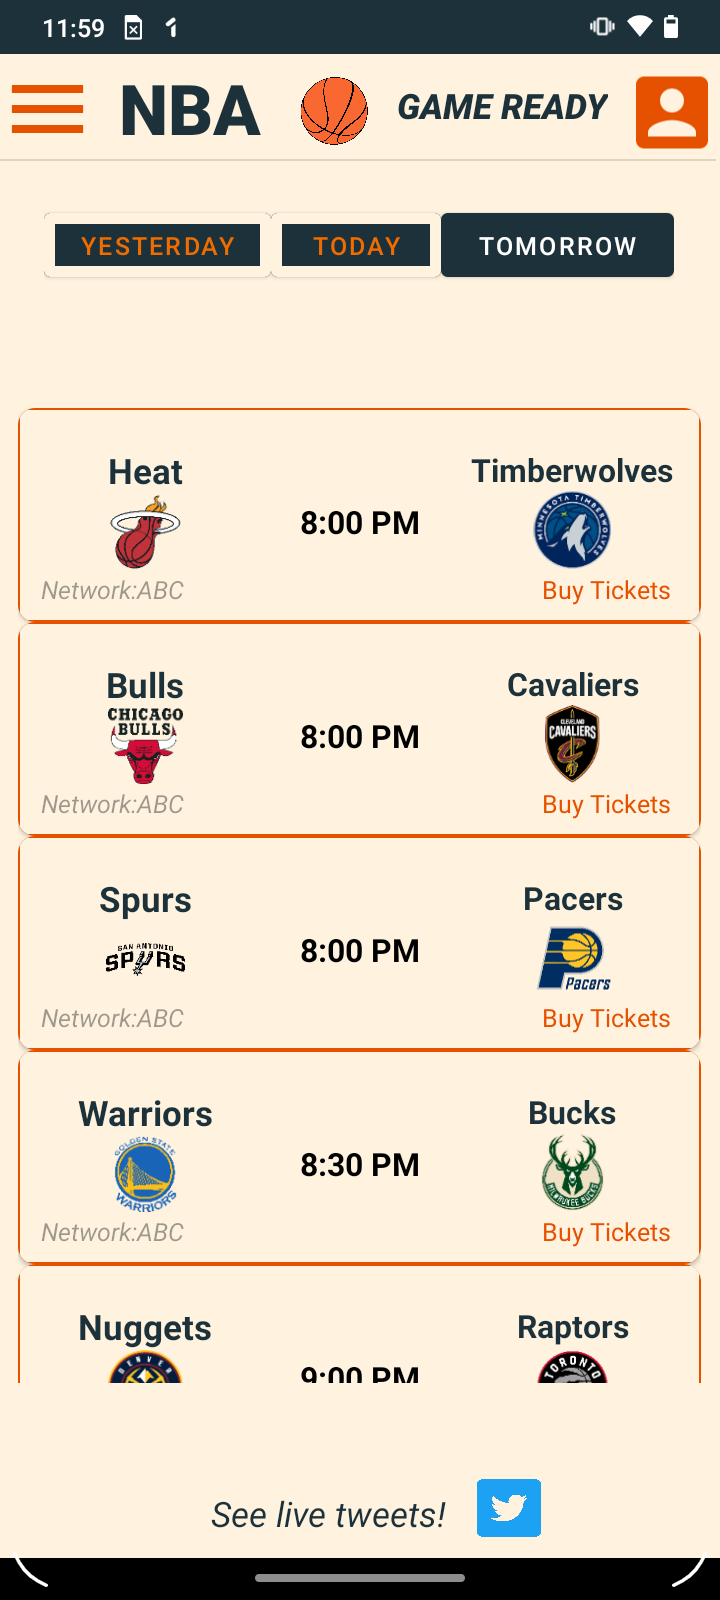 11:59
NBA
GAME READY
YESTERDAY
TODAY
TOMORROW
Heat
Timberwolves
8:00 PM
MINNESOTA TIMBERWOLVES
Network:ABC
Buy Tickets
Bulls
Cavaliers
CHICAGO
BULLS
8:00 PM
CLEVELAND
CAVALIERS
Network:ABC
Buy Tickets
Spurs
Pacers
8:00 PM
SAN ANTONIO
SPURS
Pacers
Network:ABC
Buy Tickets
Warriors
Bucks
GOLDEN STATE
WARRIORS
8:30 PM
MILWAUKEE BUCKS
Network:ABC
Buy Tickets
Nuggets
Raptors
DENVER
9:00 PM
TORONTO
See live tweets!